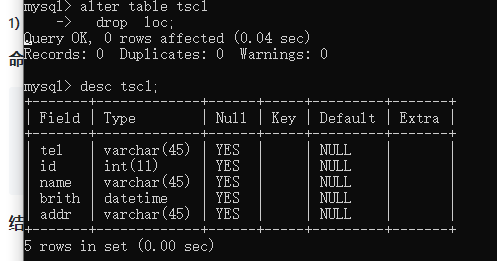 1)
命
结
mysql> alter table tsc1
    ->  drop  loc;
Query OK, 0 rows affected (0.04 sec)
Records: 0  Duplicates: 0  Warnings: 0
mysql> desc tsc1;
+-------+-------------+------+-----+---------+-------+
| Field | Type        | Null | Key | Default | Extra |
+-------+-------------+------+-----+---------+-------+
| tel   | varchar(45) | YES  |     | NULL    |       |
| id    | int(11)     | YES  |     | NULL    |       |
| name  | varchar(45) | YES  |     | NULL    |       |
| brith | datetime    | YES  |     | NULL    |       |
| addr  | varchar(45) | YES  |     | NULL    |       |
+-------+-------------+------+-----+---------+-------+
5 rows in set (0.00 sec)